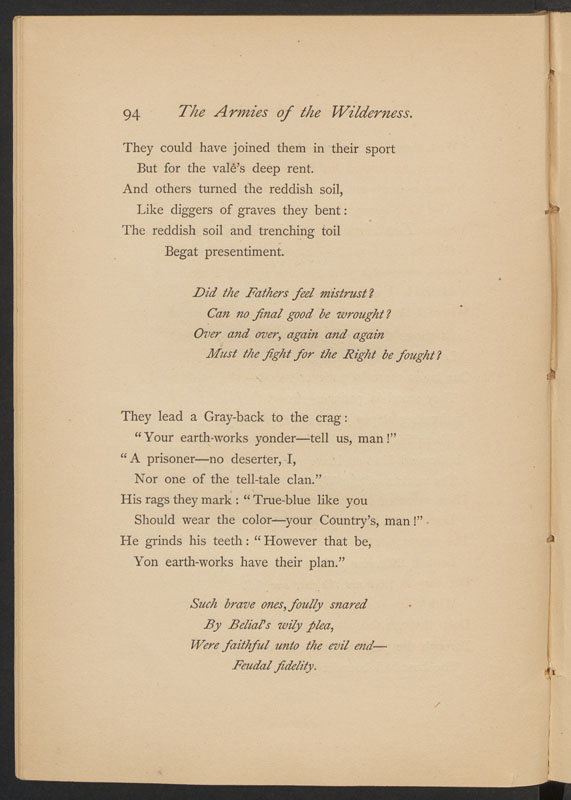 94 The Armies of the Wilderness.
They could have joined them in their sport
But for the vale's deep rent.
And others turned the reddish soil,
Like diggers of graves they bent:
The reddish soil and trenching toil
Begat presentiment.
Did the Fathers feel mistrust?
Can no final good be wrought?
Over and over, again and again
Must the fight for the Right be fought?
They lead a Gray-back to the crag:
"Your earth-works yonder—tell us, man!"
"A prisoner—no deserter, I,
Nor one of the tell-tale clan."
His rags they mark: "True-blue like you
Should wear the color—your Country's, man!"
He grinds his teeth: "However that be,
Yon earth-works have their plan."
Such brave ones, foully snared
By Belial's wily plea,
Were faithful unto the evil end—
Feudal fidelity.